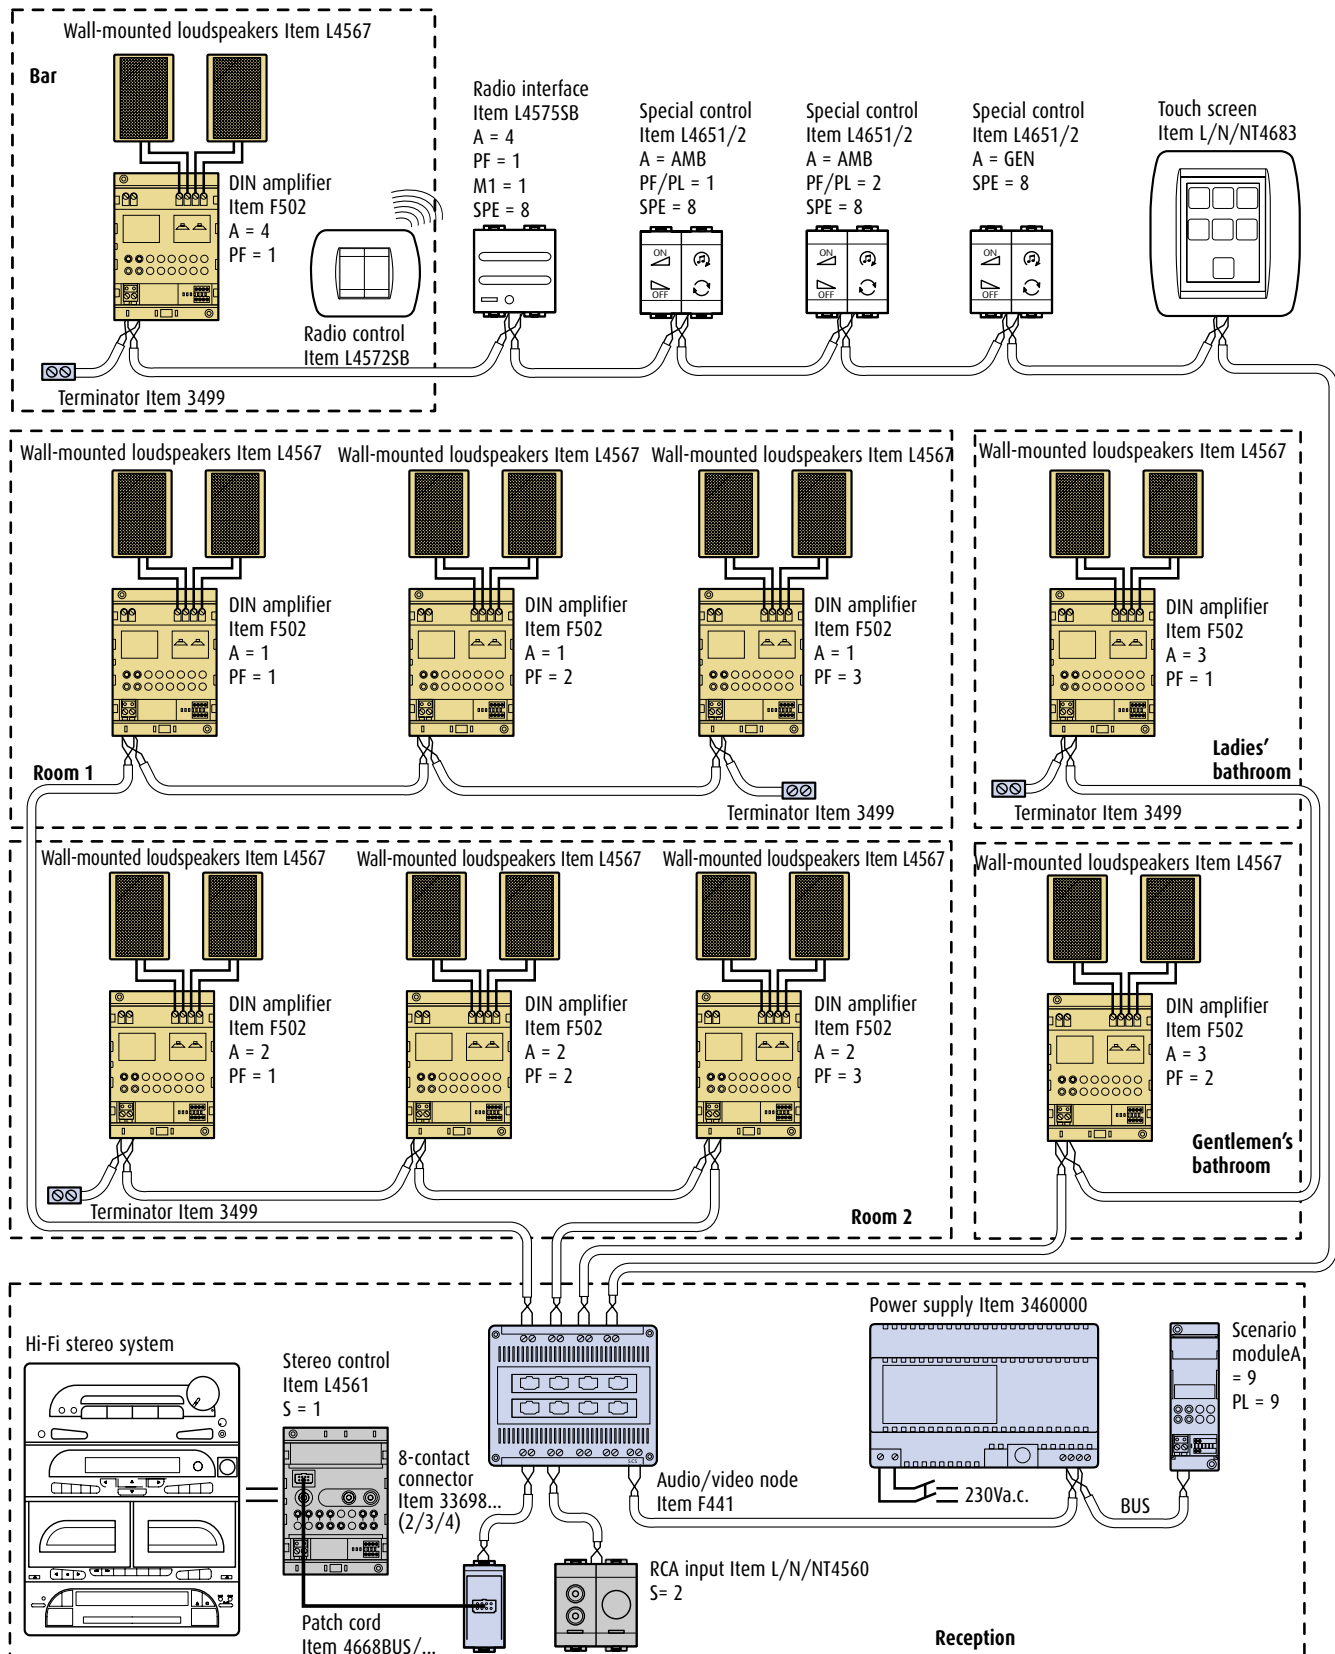 Wall-mounted loudspeakers Item L4567
Bar
DIN amplifier
Item F502
A = 4
PF = 1
Radio control
Item L4572SB
Terminator Item 3499
Radio interface
Item L4575SB
A = 4
PF = 1
M1 = 1
SPE = 8
Special control
Item L4651/2
A = AMB
PF/PL = 1
SPE = 8
ON
OFF
Special control
Item L4651/2
A = AMB
PF/PL = 2
SPE = 8
ON
OFF
Special control
Item L4651/2
A = GEN
SPE = 8
ON
OFF
Touch screen
Item L/N/NT4683
Wall-mounted loudspeakers Item L4567
Wall-mounted loudspeakers Item L4567
Wall-mounted loudspeakers Item L4567
DIN amplifier
Item F502
A = 1
PF = 1
DIN amplifier
Item F502
A = 1
PF = 2
DIN amplifier
Item F502
A = 1
PF = 3
Room 1
Terminator Item 3499
Wall-mounted loudspeakers Item L4567
DIN amplifier
Item F502
A = 3
PF = 1
Ladies'
bathroom
Terminator Item 3499
Wall-mounted loudspeakers Item L4567
Wall-mounted loudspeakers Item L4567
Wall-mounted loudspeakers Item L4567
DIN amplifier
Item F502
A = 2
PF = 1
DIN amplifier
Item F502
A = 2
PF = 2
DIN amplifier
Item F502
A = 2
PF = 3
Terminator Item 3499
Room 2
Wall-mounted loudspeakers Item L4567
DIN amplifier
Item F502
A = 3
PF = 2
Gentlemen's
bathroom
Hi-Fi stereo system
Stereo control
Item L4561
S = 1
8-contact
connector
Item 33698...
(2/3/4)
Patch cord
Item 4668BUS/...
SCS
Audio/video node
Item F441
RCA input Item L/N/NT4560
S= 2
Power supply Item 3460000
230Va.c.
BUS
Scenario
moduleA
= 9
PL = 9
Reception